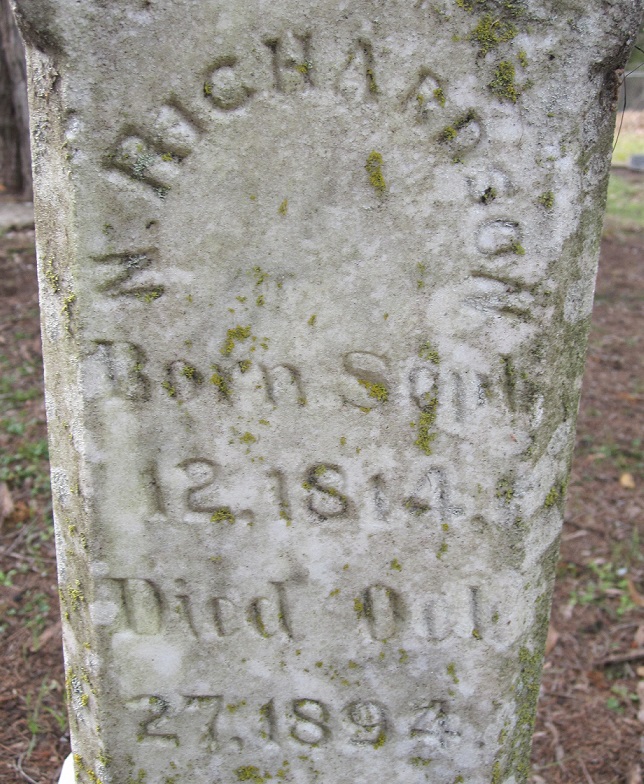 N. RICHARDSON
Born Sept.
12, 1814.
Died Oct.
27, 1894.